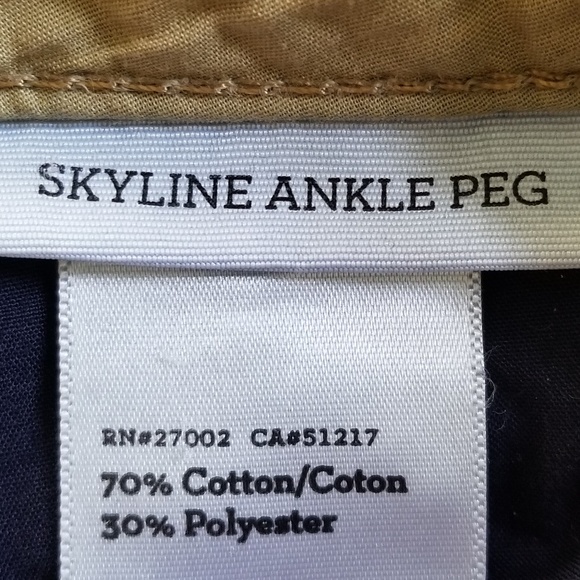 SKYLINE ANKLE PEG
RN#27002 CA#51217
70% Cotton/Coton
30% Polyester